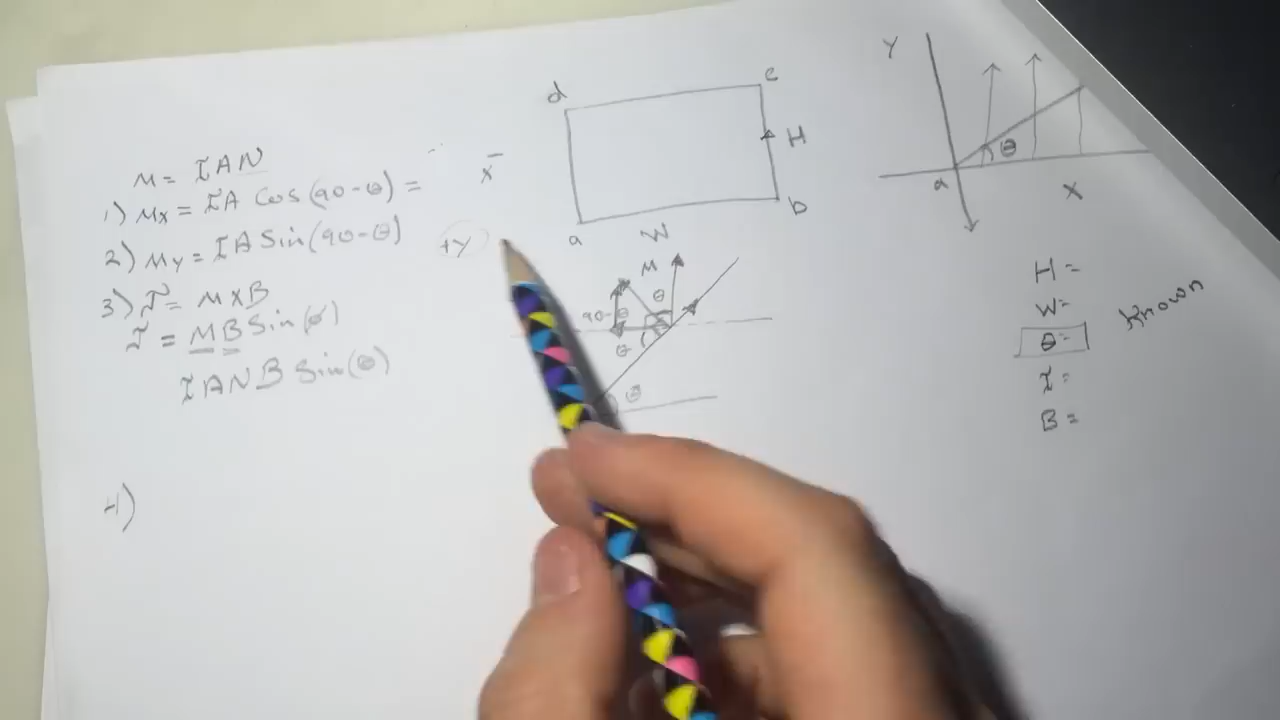 M = IAN
1) Mx = IA Cos(90-θ) = x̄
2) My = IA Sin(90-θ) +y
3) τ = M×B
τ = MB Sin(ø)
IANB Sin(θ)
4)
d
c
H
b
a
W
M
θ
90-θ
θ
θ
Y
θ
a
X
H =
W=
θ=
I =
B =
Known